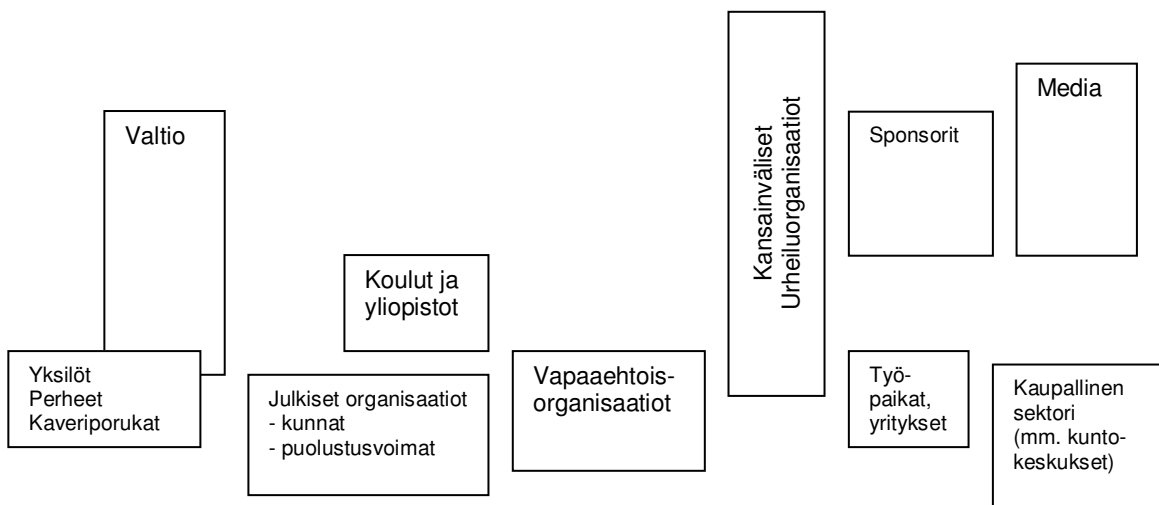 Valtio
Kansainväliset
Urheiluorganisaatiot
Sponsorit
Media
Koulut ja
yliopistot
Yksilöt
Perheet
Kaveriporukat
Julkiset organisaatiot
- kunnat
- puolustusvoimat
Vapaaehtois-
organisaatiot
Työ-
paikat,
yritykset
Kaupallinen
sektori
(mm. kunto-
keskukset)